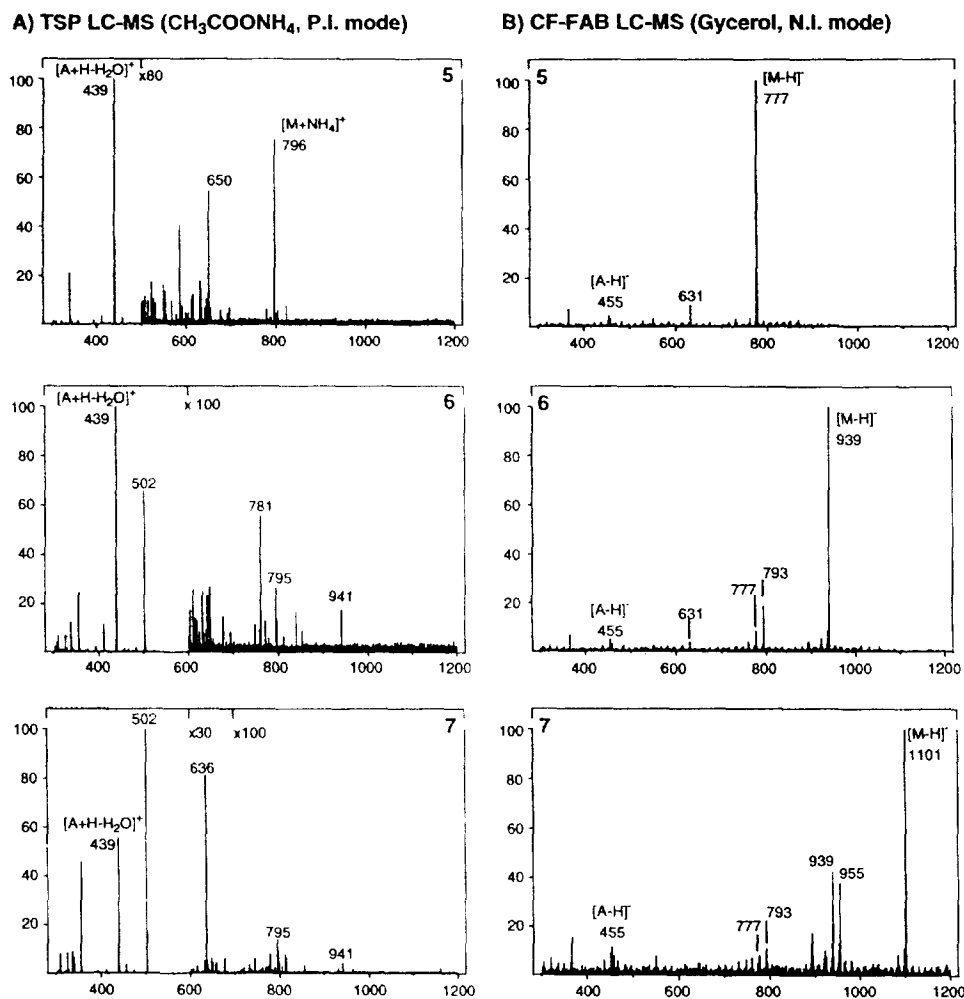 A) TSP LC-MS (CH₃COONH₄, P.I. mode)
B) CF-FAB LC-MS (Gycerol, N.i. mode)
[A+H-H₂O]⁺ x80 5
100 439
[M+NH₄]⁺
80 796
60 650
40
20
400 600 800 1000 1200
5
100 [M-H]⁻
777
80
60
40
20 [A-H]⁻
455 631
400 600 800 1000 1200
[A+H-H₂O]⁺ x 100 6
100 439
80
502
60 781
40
795
20 941
400 600 800 1000 1200
6
100 [M-H]⁻
939
80
60
40
793
777
20 [A-H]⁻ 631
455
400 600 800 1000 1200
502 x30 x100 7
100
80 636
60 [A+H-H₂O]⁺
439
40
20 795
941
400 600 800 1000 1200
7
100 [M-H]⁻
1101
80
60
40 939 955
20 [A-H]⁻ 777 793
455
400 600 800 1000 1200